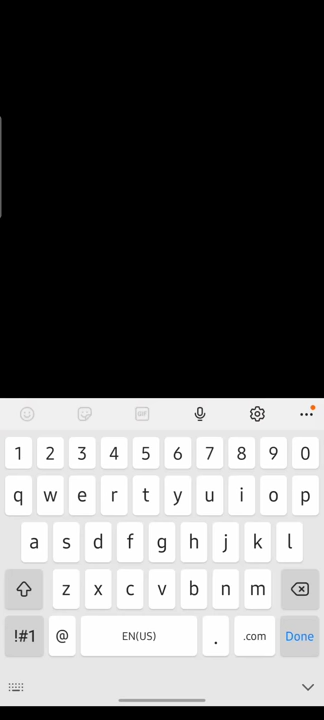 GIF
1 2 3 4 5 6 7 8 9 0
q w e r t y u i o p
a s d f g h j k l
z x c v b n m
!#1 @ EN(US) . .com Done